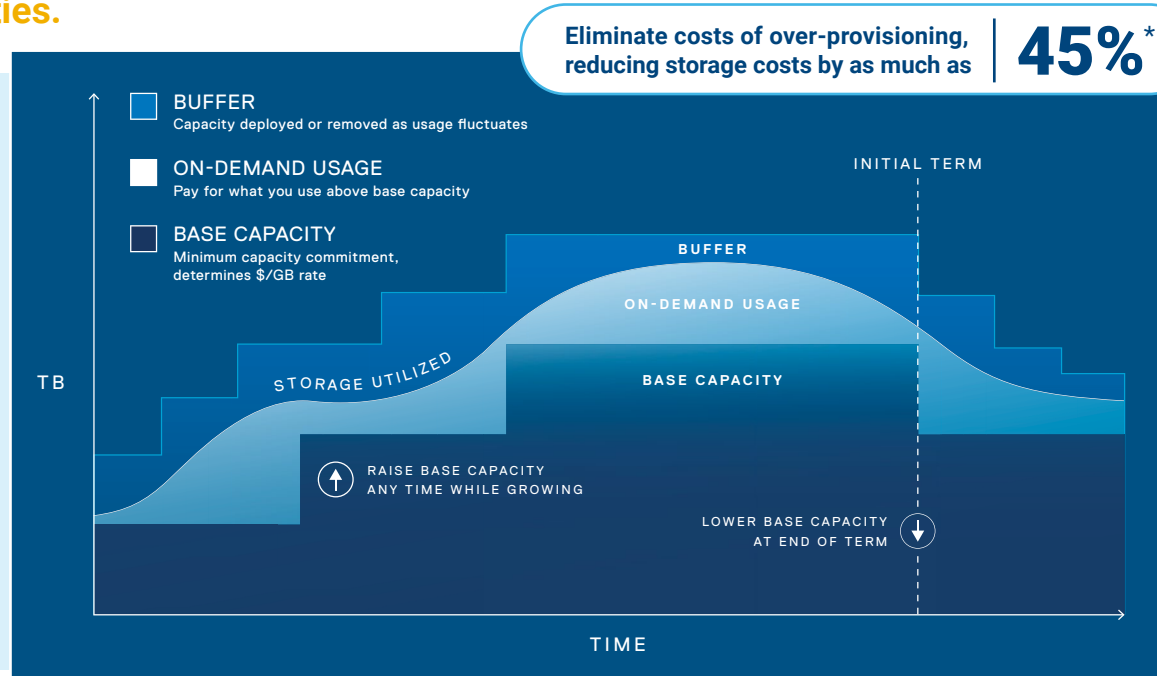 ties.
Eliminate costs of over-provisioning,
reducing storage costs by as much as
45%*
BUFFER
Capacity deployed or removed as usage fluctuates
ON-DEMAND USAGE
Pay for what you use above base capacity
BASE CAPACITY
Minimum capacity commitment,
determines $/GB rate
INITIAL TERM
BUFFER
ON-DEMAND USAGE
STORAGE UTILIZED
BASE CAPACITY
TB
RAISE BASE CAPACITY
ANY TIME WHILE GROWING
LOWER BASE CAPACITY
AT END OF TERM
TIME